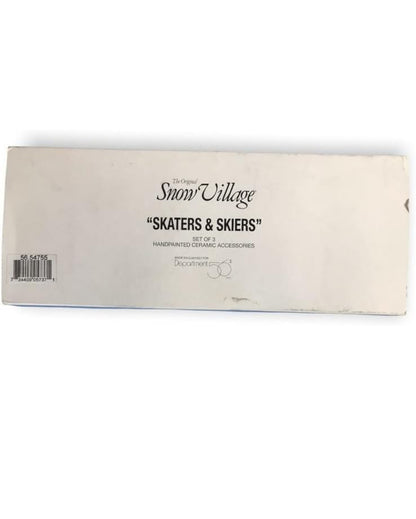 The Original
Snow Village
"SKATERS & SKIERS"
SET OF 3
HANDPAINTED CERAMIC ACCESSORIES
Department 56
56.54755